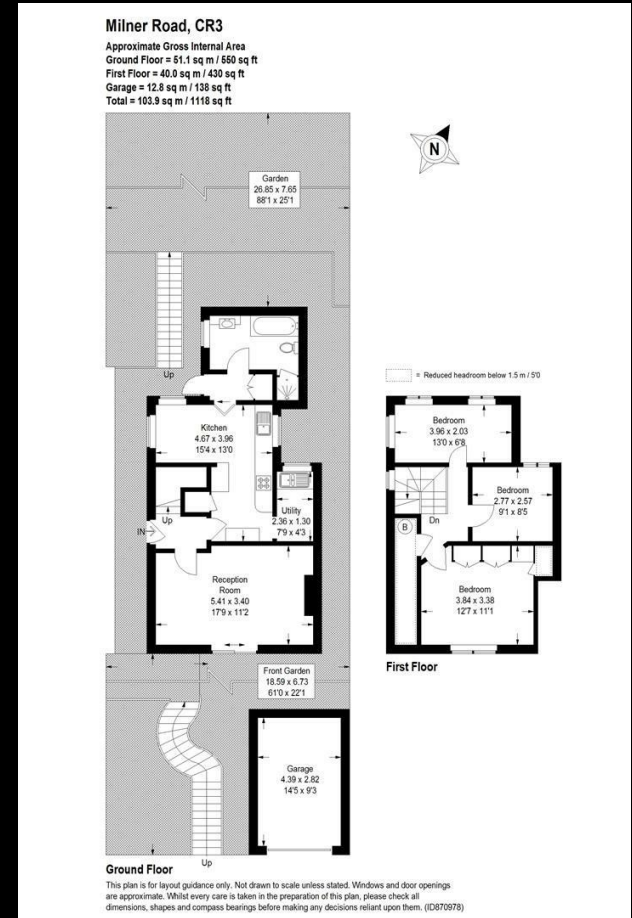 Milner Road, CR3
Approximate Gross Internal Area
Ground Floor = 51.1 sq m / 550 sq ft
First Floor = 40.0 sq m / 430 sq ft
Garage = 12.8 sq m / 138 sq ft
Total = 103.9 sq m / 1118 sq ft
N
Garden
26.85 x 7.65
88'1 x 25'1
Up
= Reduced headroom below 1.5 m / 5'0
Kitchen
4.67 x 3.96
15'4 x 13'0
Utility
2.36 x 1.30
7'9 x 4'3
Up
IN
Reception
Room
5.41 x 3.40
17'9 x 11'2
Bedroom
3.96 x 2.03
13'0 x 6'8
Bedroom
2.77 x 2.57
9'1 x 8'5
Dn
B
Bedroom
3.84 x 3.38
12'7 x 11'1
First Floor
Front Garden
18.59 x 6.73
61'0 x 22'1
Garage
4.39 x 2.82
14'5 x 9'3
Up
Ground Floor
This plan is for layout guidance only. Not drawn to scale unless stated. Windows and door openings
are approximate. Whilst every care is taken in the preparation of this plan, please check all
dimensions, shapes and compass bearings before making any decisions reliant upon them. (ID870978)